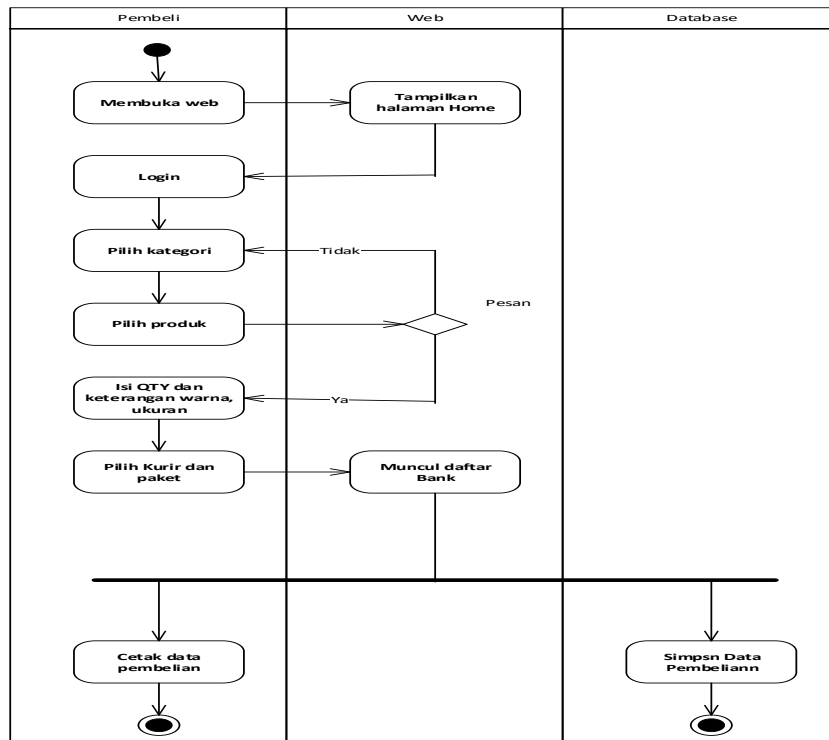 Pembeli
Web
Database
Membuka web
Tampilkan
halaman Home
Login
Pilih kategori
Tidak
Pesan
Pilih produk
Isi QTY dan
keterangan warna,
ukuran
Ya
Pilih Kurir dan
paket
Muncul daftar
Bank
Cetak data
pembelian
Simpsn Data
Pembeliann